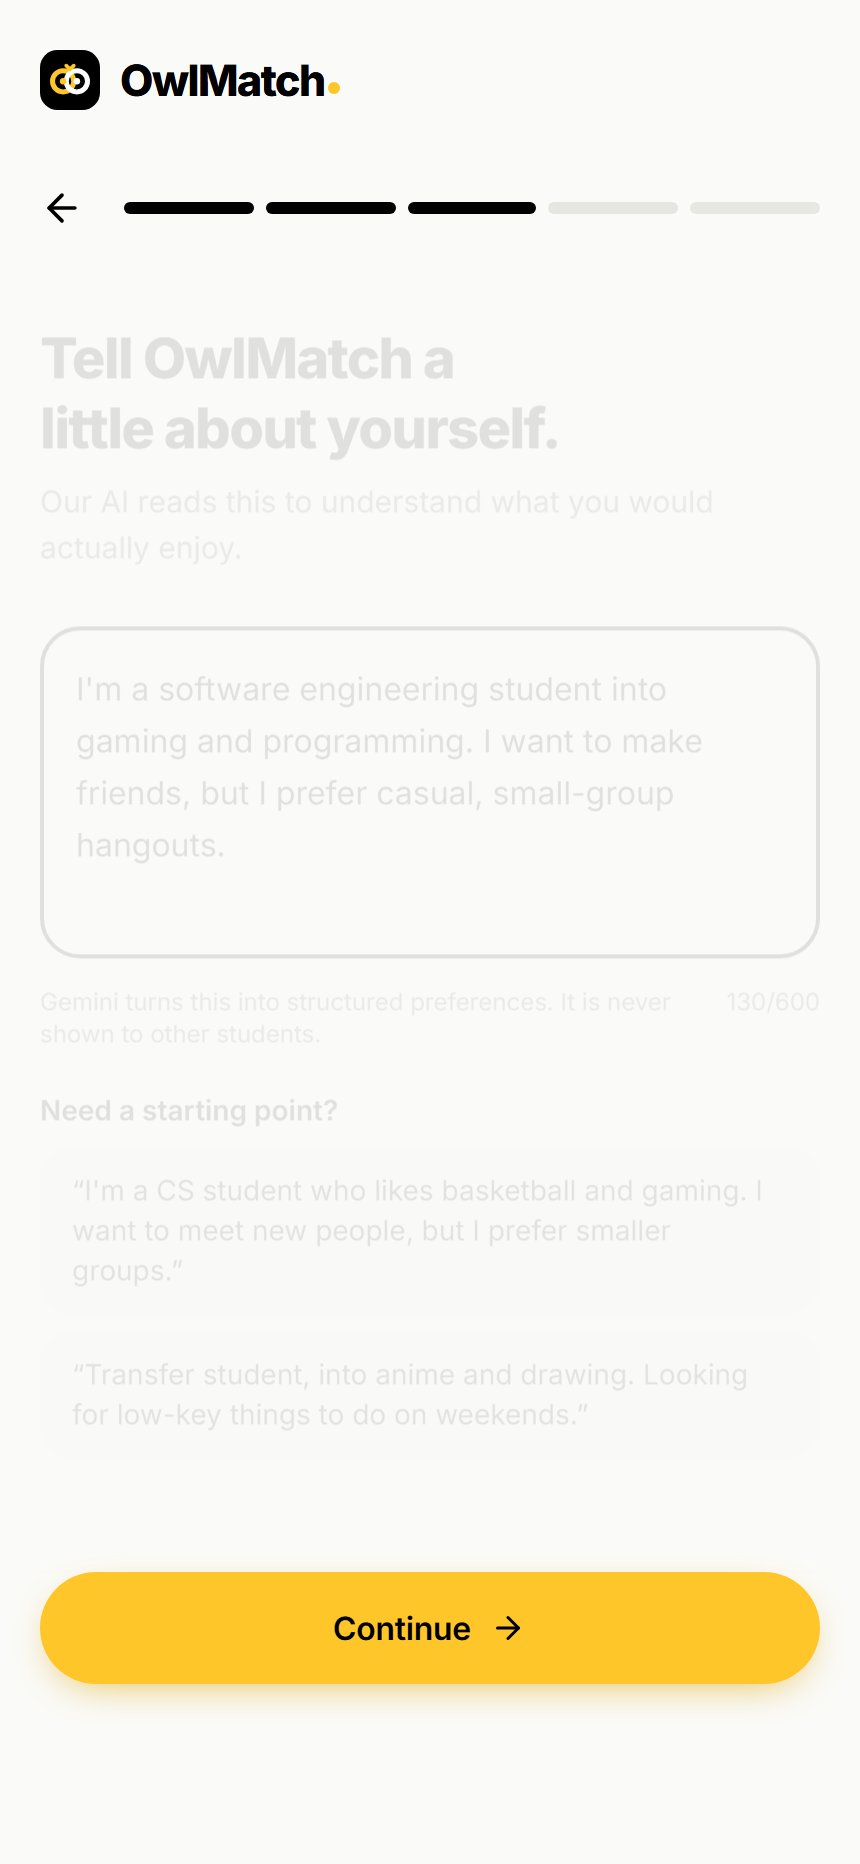 OwlMatch
Tell OwlMatch a
little about yourself.
Our AI reads this to understand what you would
actually enjoy.
I'm a software engineering student into
gaming and programming. I want to make
friends, but I prefer casual, small-group
hangouts.
Gemini turns this into structured preferences. It is never 130/600
shown to other students.
Need a starting point?
“I'm a CS student who likes basketball and gaming. I
want to meet new people, but I prefer smaller
groups.”
“Transfer student, into anime and drawing. Looking
for low-key things to do on weekends.”
Continue →